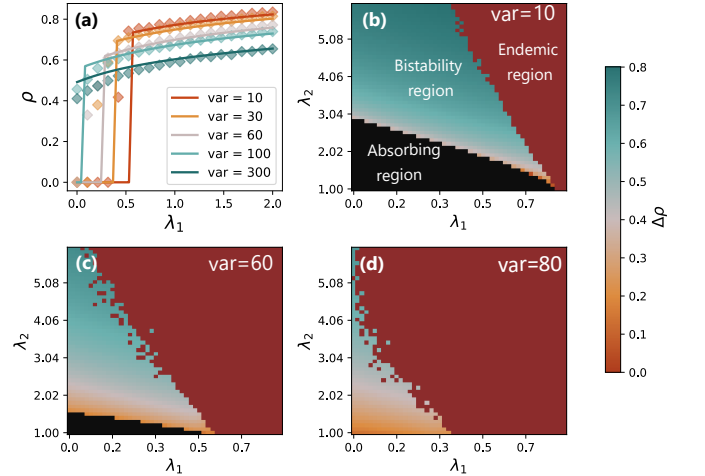 (a)
ρ
0.8
0.6
0.4
0.2
0.0
var = 10
var = 30
var = 60
var = 100
var = 300
0.0 0.5 1.0 1.5 2.0
λ1
(b)
var=10
λ2
5.08
4.06
3.04
2.02
1.00
Endemic
region
Bistability
region
Absorbing
region
0.0 0.2 0.3 0.5 0.7
λ1
(c)
var=60
λ2
5.08
4.06
3.04
2.02
1.00
0.0 0.2 0.3 0.5 0.7
λ1
(d)
var=80
λ2
5.08
4.06
3.04
2.02
1.00
0.0 0.2 0.3 0.5 0.7
λ1
0.8
0.7
0.6
0.5
0.4
0.3
0.2
0.1
0.0
Δρ